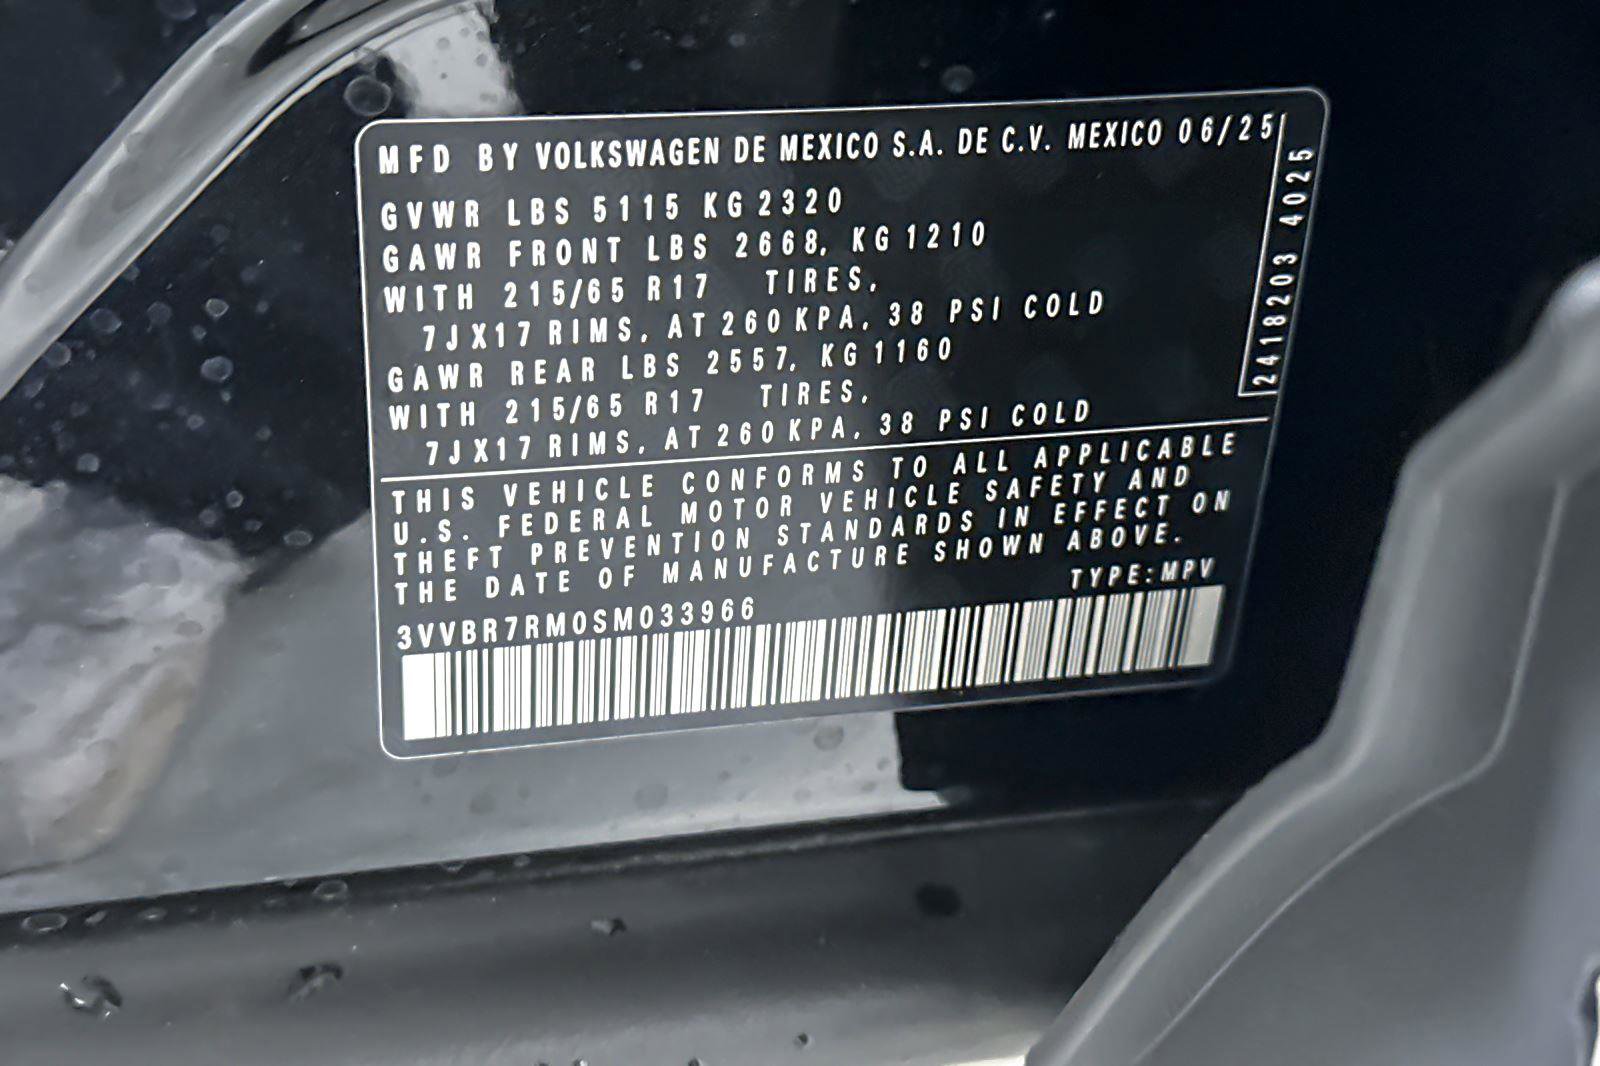 MFD BY VOLKSWAGEN DE MEXICO S.A. DE C.V. MEXICO 06/25
GVWR LBS 5115 KG 2320
GAWR FRONT LBS 2668, KG 1210
WITH 215/65 R17 TIRES,
7JX17 RIMS, AT 260 KPA, 38 PSI COLD
GAWR REAR LBS 2557, KG 1160
WITH 215/65 R17 TIRES,
7JX17 RIMS, AT 260 KPA, 38 PSI COLD
2418203 4025
THIS VEHICLE CONFORMS TO ALL APPLICABLE
U.S. FEDERAL MOTOR VEHICLE SAFETY AND
THEFT PREVENTION STANDARDS IN EFFECT ON
THE DATE OF MANUFACTURE SHOWN ABOVE.
TYPE:MPV
3VVBR7RM0SM033966